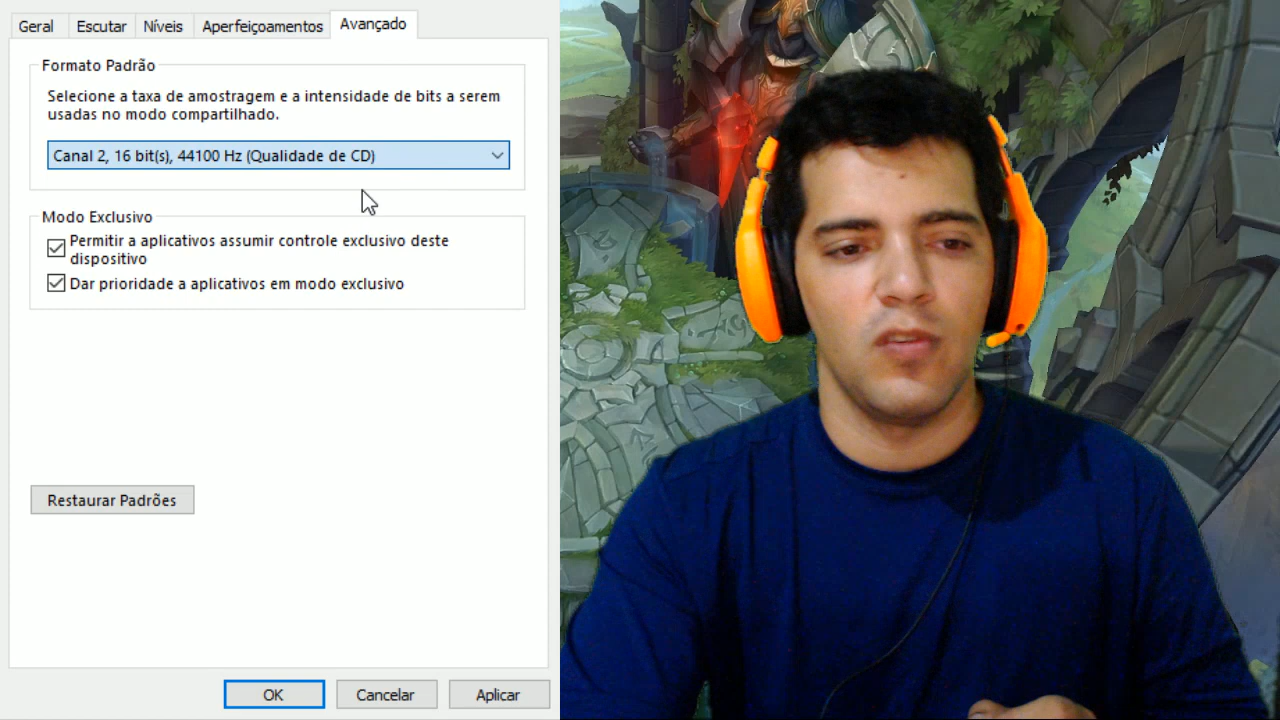 Geral
Escutar
Níveis
Aperfeiçoamentos
Avançado
Formato Padrão
Selecione a taxa de amostragem e a intensidade de bits a serem
usadas no modo compartilhado.
Canal 2, 16 bit(s), 44100 Hz (Qualidade de CD)
Modo Exclusivo
Permitir a aplicativos assumir controle exclusivo deste
dispositivo
Dar prioridade a aplicativos em modo exclusivo
Restaurar Padrões
OK
Cancelar
Aplicar